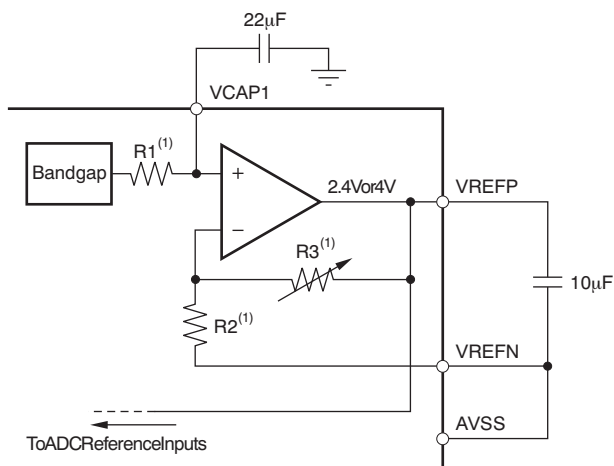 22μF
VCAP1
R1(1)
Bandgap
+
2.4Vor4V
VREFP
−
R3(1)
10μF
R2(1)
VREFN
AVSS
ToADCReferenceInputs